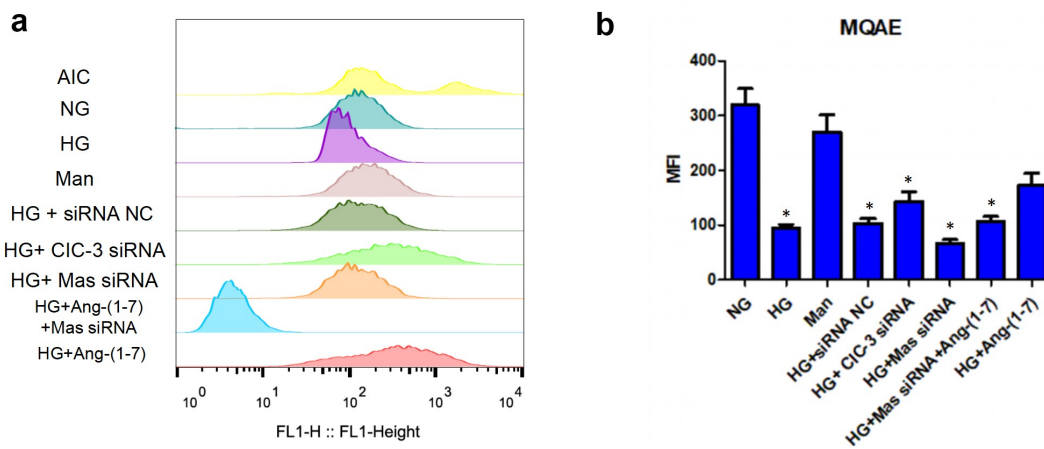 a
AIC
NG
HG
Man
HG + siRNA NC
HG+ CIC-3 siRNA
HG+ Mas siRNA
HG+Ang-(1-7)
+Mas siRNA
HG+Ang-(1-7)
10^0
10^1
10^2
10^3
10^4
FL1-H :: FL1-Height
b
MQAE
MFI
400
300
200
100
0
*
*
*
*
*
NG
HG
Man
HG+siRNA NC
HG+ CIC-3 siRNA
HG+Mas siRNA
HG+Mas siRNA+Ang-(1-7)
HG+Ang-(1-7)